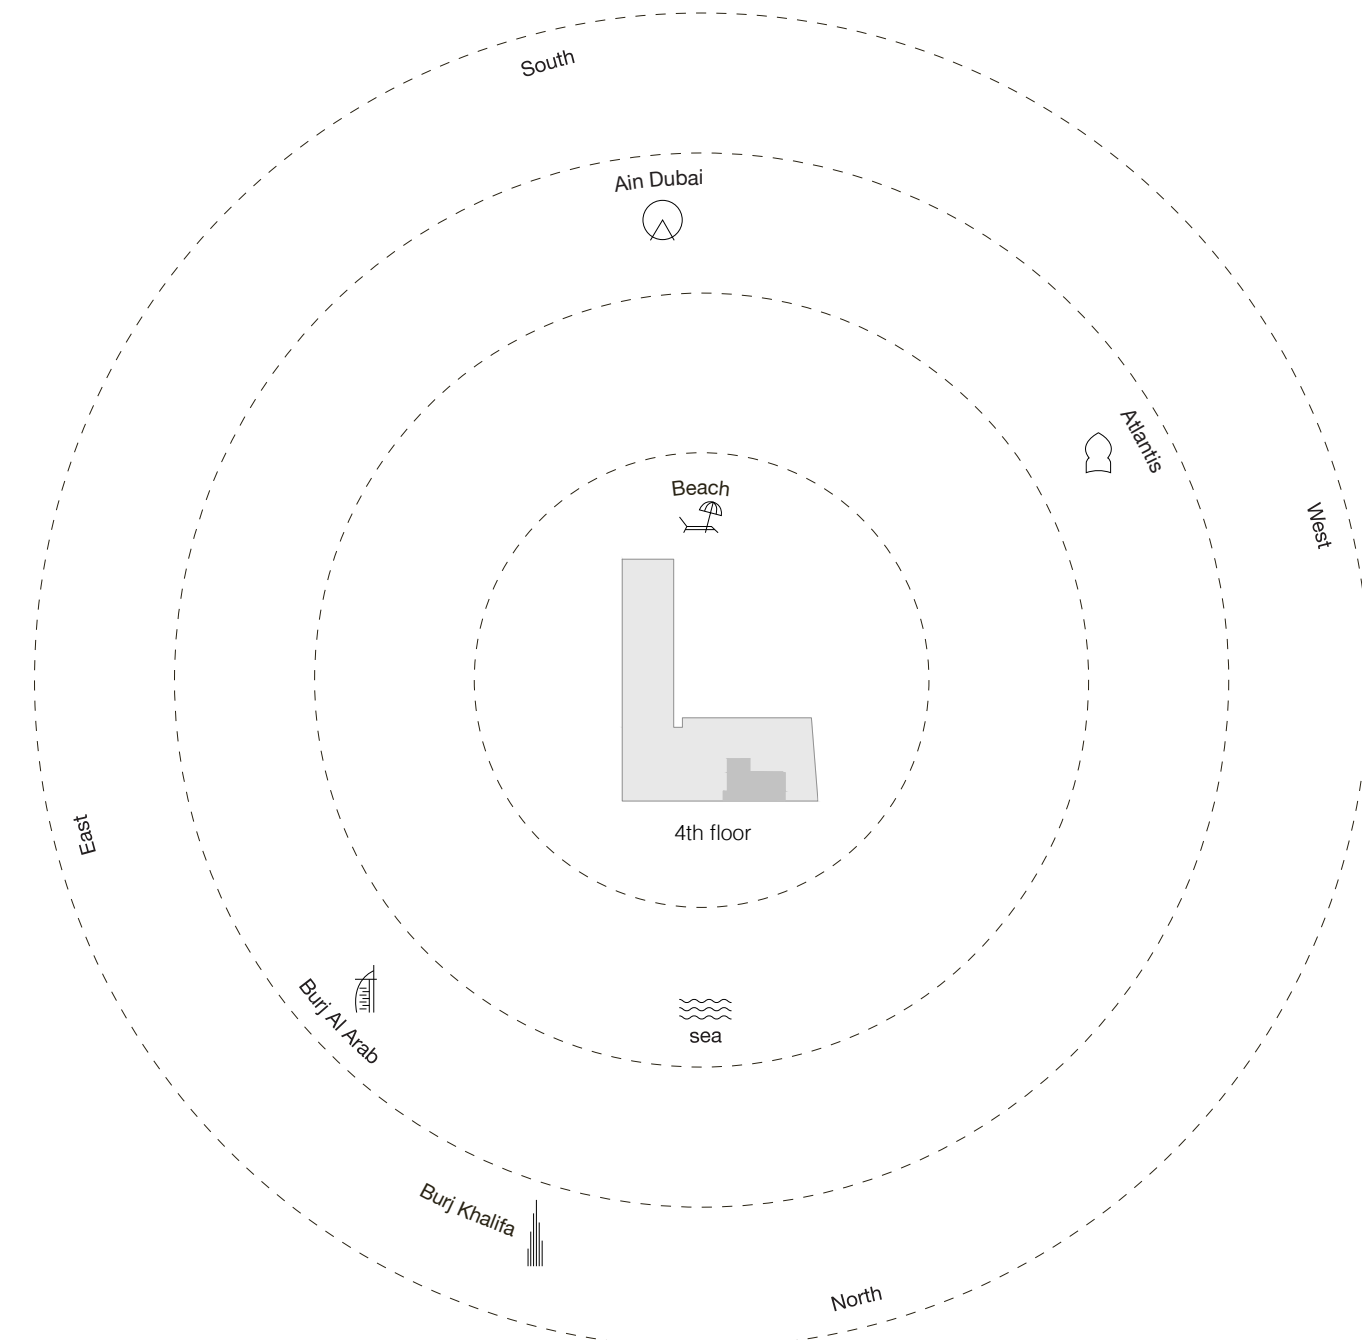 South
Ain Dubai
Atlantis
Beach
West
4th floor
East
Burj Al Arab
sea
Burj Khalifa
North